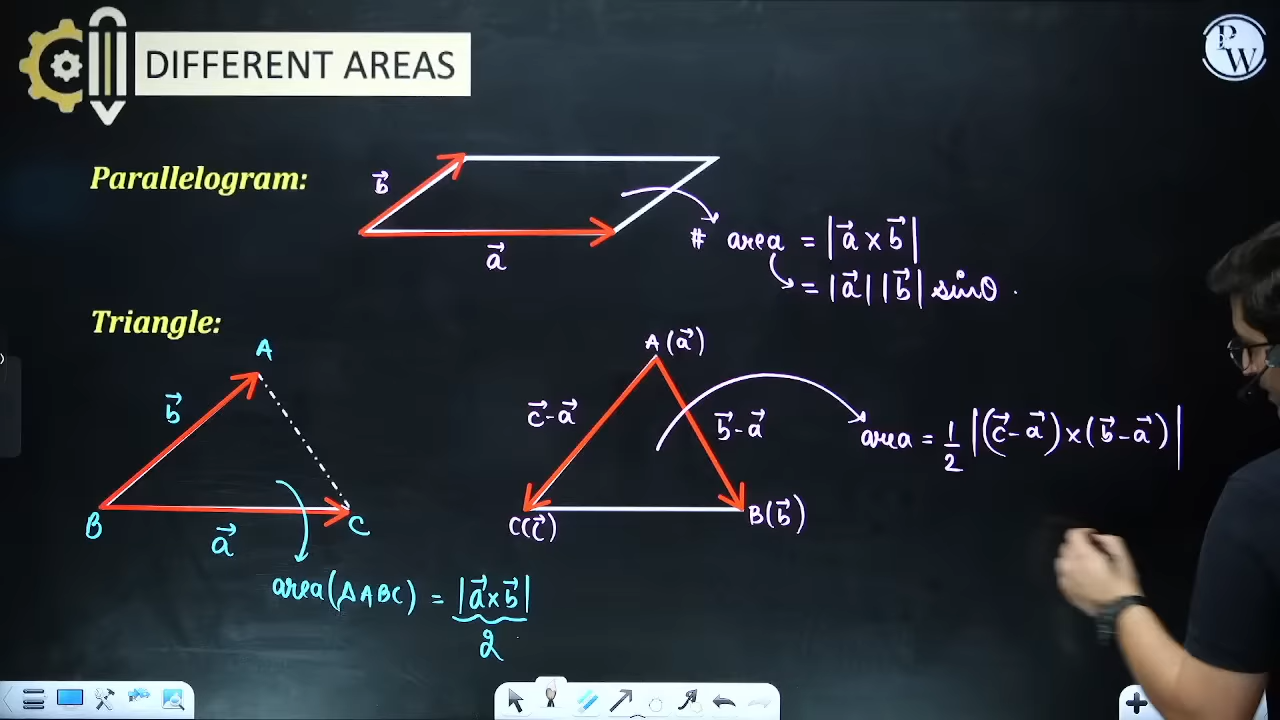 DIFFERENT AREAS
PW
Parallelogram:
b⃗
a⃗
# area = |a⃗ × b⃗|
= |a⃗| |b⃗| sinθ.
Triangle:
A
b⃗
B
a⃗
C
area(ΔABC) = |a⃗×b⃗|
2
A(a⃗)
c⃗-a⃗
b⃗-a⃗
C(c⃗)
B(b⃗)
area = 1/2 |(c⃗-a⃗)×(b⃗-a⃗)|